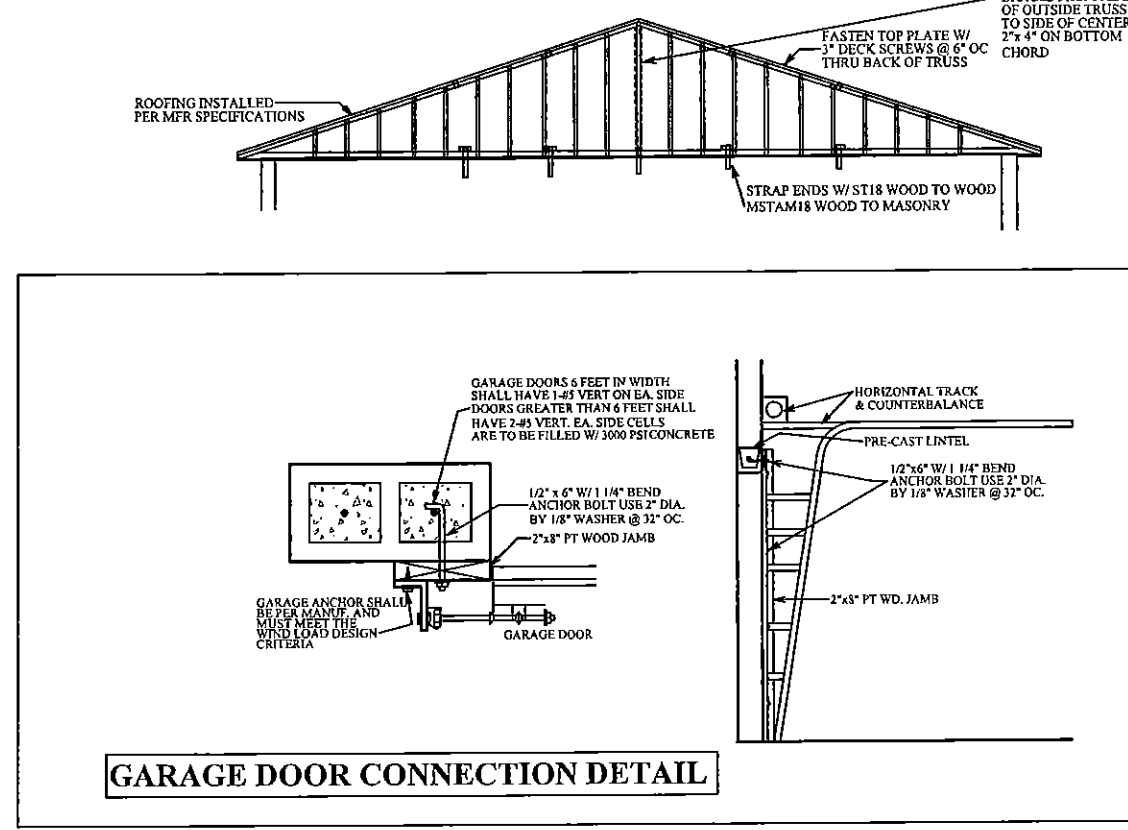 OF OUTSIDE TRUSS
TO SIDE OF CENTER
2"x 4" ON BOTTOM
CHORD
FASTEN TOP PLATE W/
3" DECK SCREWS @ 6" OC
THRU BACK OF TRUSS
ROOFING INSTALLED
PER MFR SPECIFICATIONS
STRAP ENDS W/ ST18 WOOD TO WOOD
MSTAM18 WOOD TO MASONRY
GARAGE DOORS 6 FEET IN WIDTH
SHALL HAVE 1-#5 VERT ON EA. SIDE
DOORS GREATER THAN 6 FEET SHALL
HAVE 2-#5 VERT. EA. SIDE CELLS
ARE TO BE FILLED W/ 3000 PSI CONCRETE
1/2" x 6" W/ 1 1/4" BEND
ANCHOR BOLT USE 2" DIA.
BY 1/8" WASHER @ 32" OC.
2"x8" PT WOOD JAMB
GARAGE ANCHOR SHALL
BE PER MANUF. AND
MUST MEET THE
WIND LOAD DESIGN
CRITERIA
GARAGE DOOR
HORIZONTAL TRACK
& COUNTERBALANCE
PRE-CAST LINTEL
1/2"x6" W/ 1 1/4" BEND
ANCHOR BOLT USE 2" DIA.
BY 1/8" WASHER @ 32" OC.
2"x8" PT WD. JAMB
GARAGE DOOR CONNECTION DETAIL